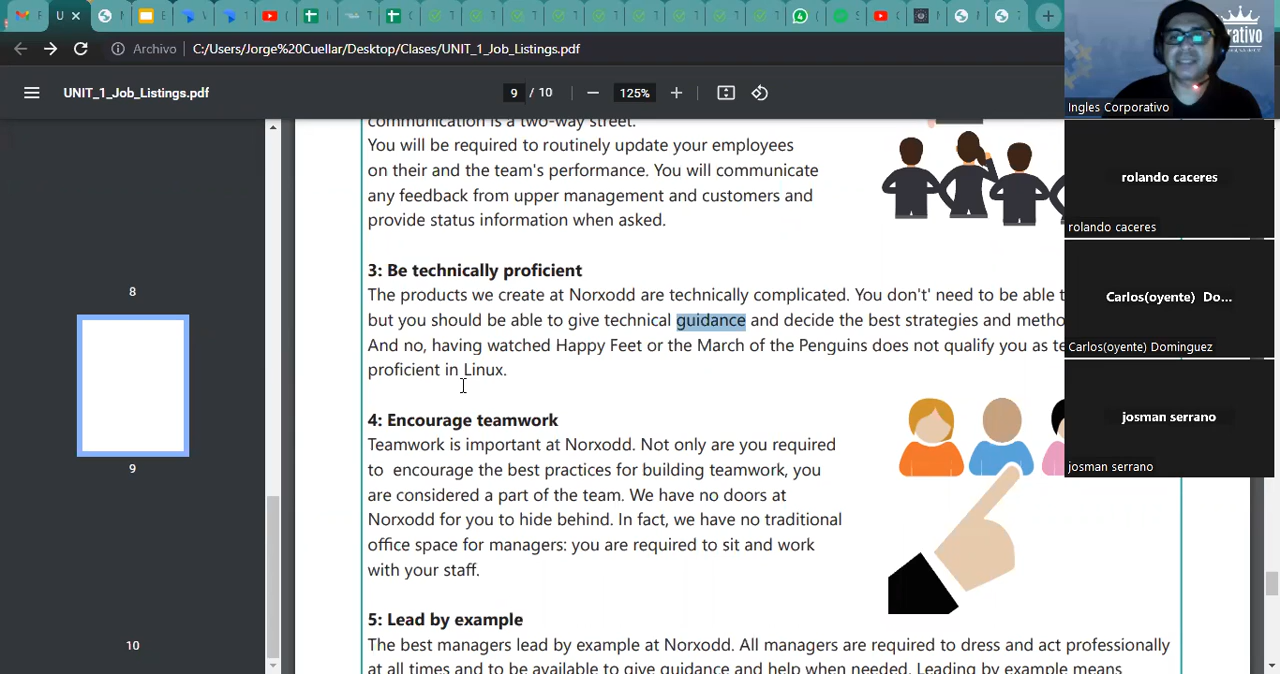 Archivo
C:/Users/Jorge%20Cuellar/Desktop/Clases/UNIT_1_Job_Listings.pdf
UNIT_1_Job_Listings.pdf
9 / 10
125%
8
9
10
communication is a two-way street.
You will be required to routinely update your employees
on their and the team's performance. You will communicate
any feedback from upper management and customers and
provide status information when asked.
3: Be technically proficient
The products we create at Norxodd are technically complicated. You don't' need to be able
but you should be able to give technical guidance and decide the best strategies and
And no, having watched Happy Feet or the March of the Penguins does not qualify you as
proficient in Linux.
4: Encourage teamwork
Teamwork is important at Norxodd. Not only are you required
to encourage the best practices for building teamwork, you
are considered a part of the team. We have no doors at
Norxodd for you to hide behind. In fact, we have no traditional
office space for managers: you are required to sit and work
with your staff.
5: Lead by example
The best managers lead by example at Norxodd. All managers are required to dress and act professionally
at all times and to be available to give guidance and help when needed. Leading by example means
Ingles Corporativo
rolando caceres
rolando caceres
Carlos(oyente) Do...
Carlos(oyente) Dominguez
josman serrano
josman serrano